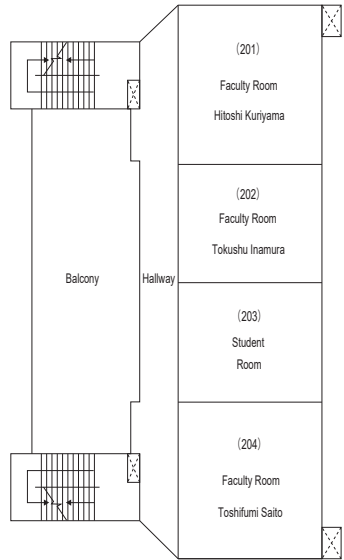 (201)
Faculty Room
Hitoshi Kuriyama
(202)
Faculty Room
Tokushu Inamura
Balcony
Hallway
(203)
Student
Room
(204)
Faculty Room
Toshifumi Saito